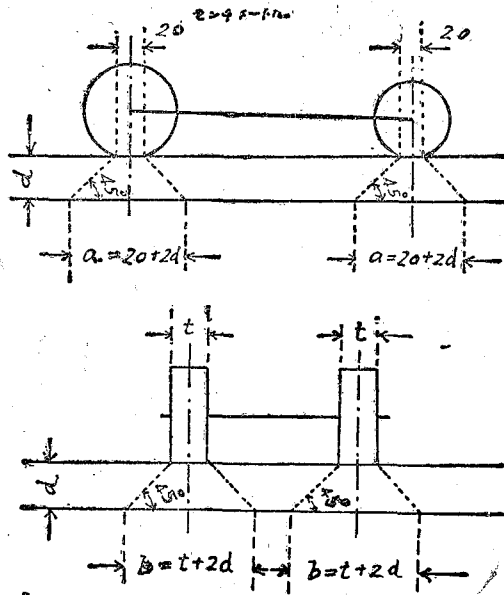 20 20
d
45° 45°
a = 20+2d a = 20+2d
t t
d
45° 45°
b = t+2d b = t+2d